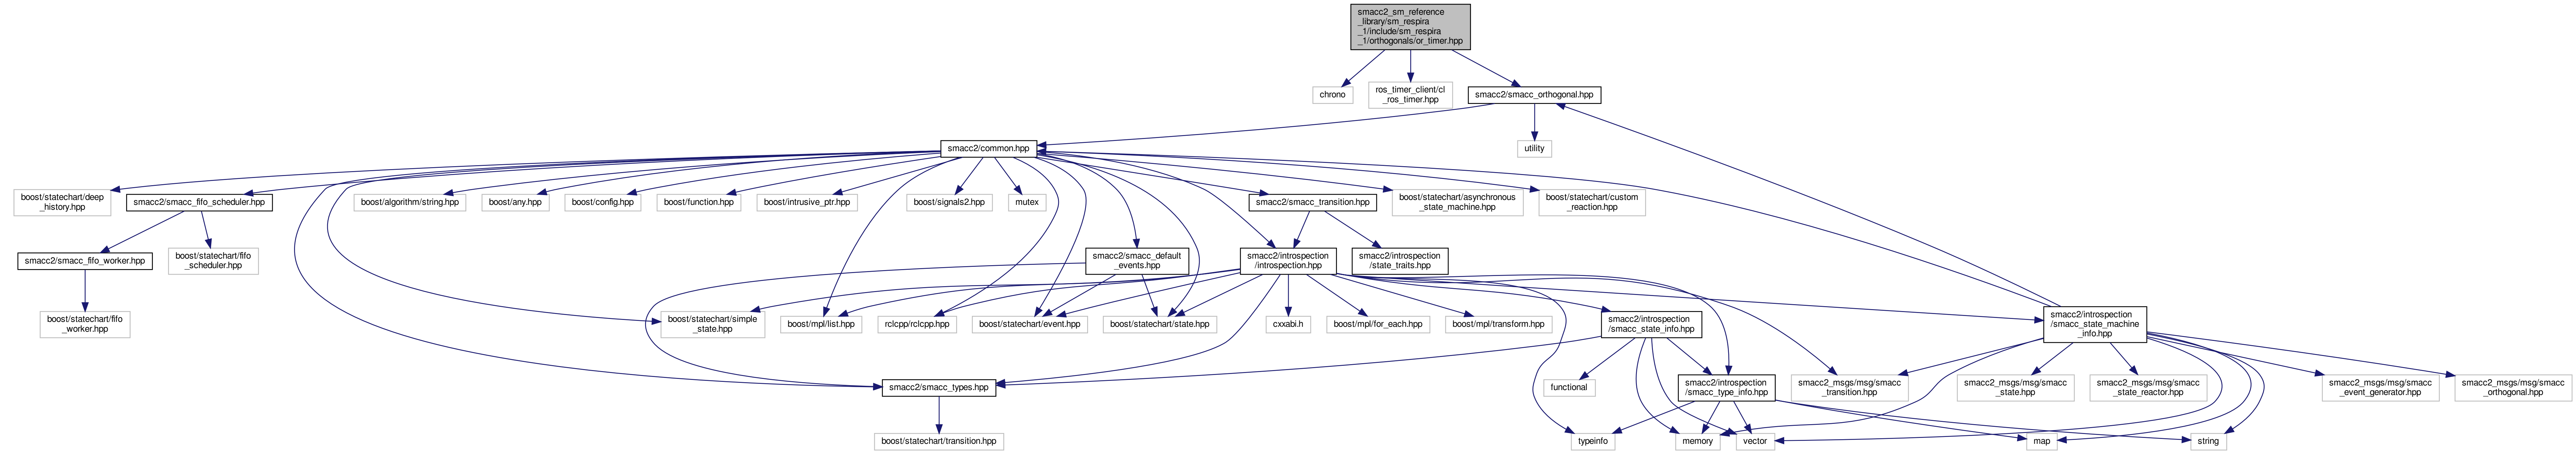 smacc2_sm_reference
_library/sm_respira
_1/include/sm_respira
_1/orthogonals/or_timer.hpp
chrono
ros_timer_client/cl
_ros_timer.hpp
smacc2/smacc_orthogonal.hpp
smacc2/common.hpp
utility
boost/statechart/deep
_history.hpp
smacc2/smacc_fifo_scheduler.hpp
boost/algorithm/string.hpp
boost/any.hpp
boost/config.hpp
boost/function.hpp
boost/intrusive_ptr.hpp
boost/signals2.hpp
mutex
smacc2/smacc_transition.hpp
boost/statechart/asynchronous
_state_machine.hpp
boost/statechart/custom
_reaction.hpp
smacc2/smacc_fifo_worker.hpp
boost/statechart/fifo
_scheduler.hpp
smacc2/smacc_default
_events.hpp
smacc2/introspection
/introspection.hpp
smacc2/introspection
/state_traits.hpp
boost/statechart/fifo
_worker.hpp
boost/statechart/simple
_state.hpp
boost/mpl/list.hpp
rclcpp/rclcpp.hpp
boost/statechart/event.hpp
boost/statechart/state.hpp
cxxabi.h
boost/mpl/for_each.hpp
boost/mpl/transform.hpp
smacc2/introspection
/smacc_state_info.hpp
smacc2/introspection
/smacc_state_machine
_info.hpp
smacc2/smacc_types.hpp
functional
smacc2/introspection
/smacc_type_info.hpp
smacc2_msgs/msg/smacc
_transition.hpp
smacc2_msgs/msg/smacc
_state.hpp
smacc2_msgs/msg/smacc
_state_reactor.hpp
smacc2_msgs/msg/smacc
_event_generator.hpp
smacc2_msgs/msg/smacc
_orthogonal.hpp
boost/statechart/transition.hpp
typeinfo
memory
vector
map
string